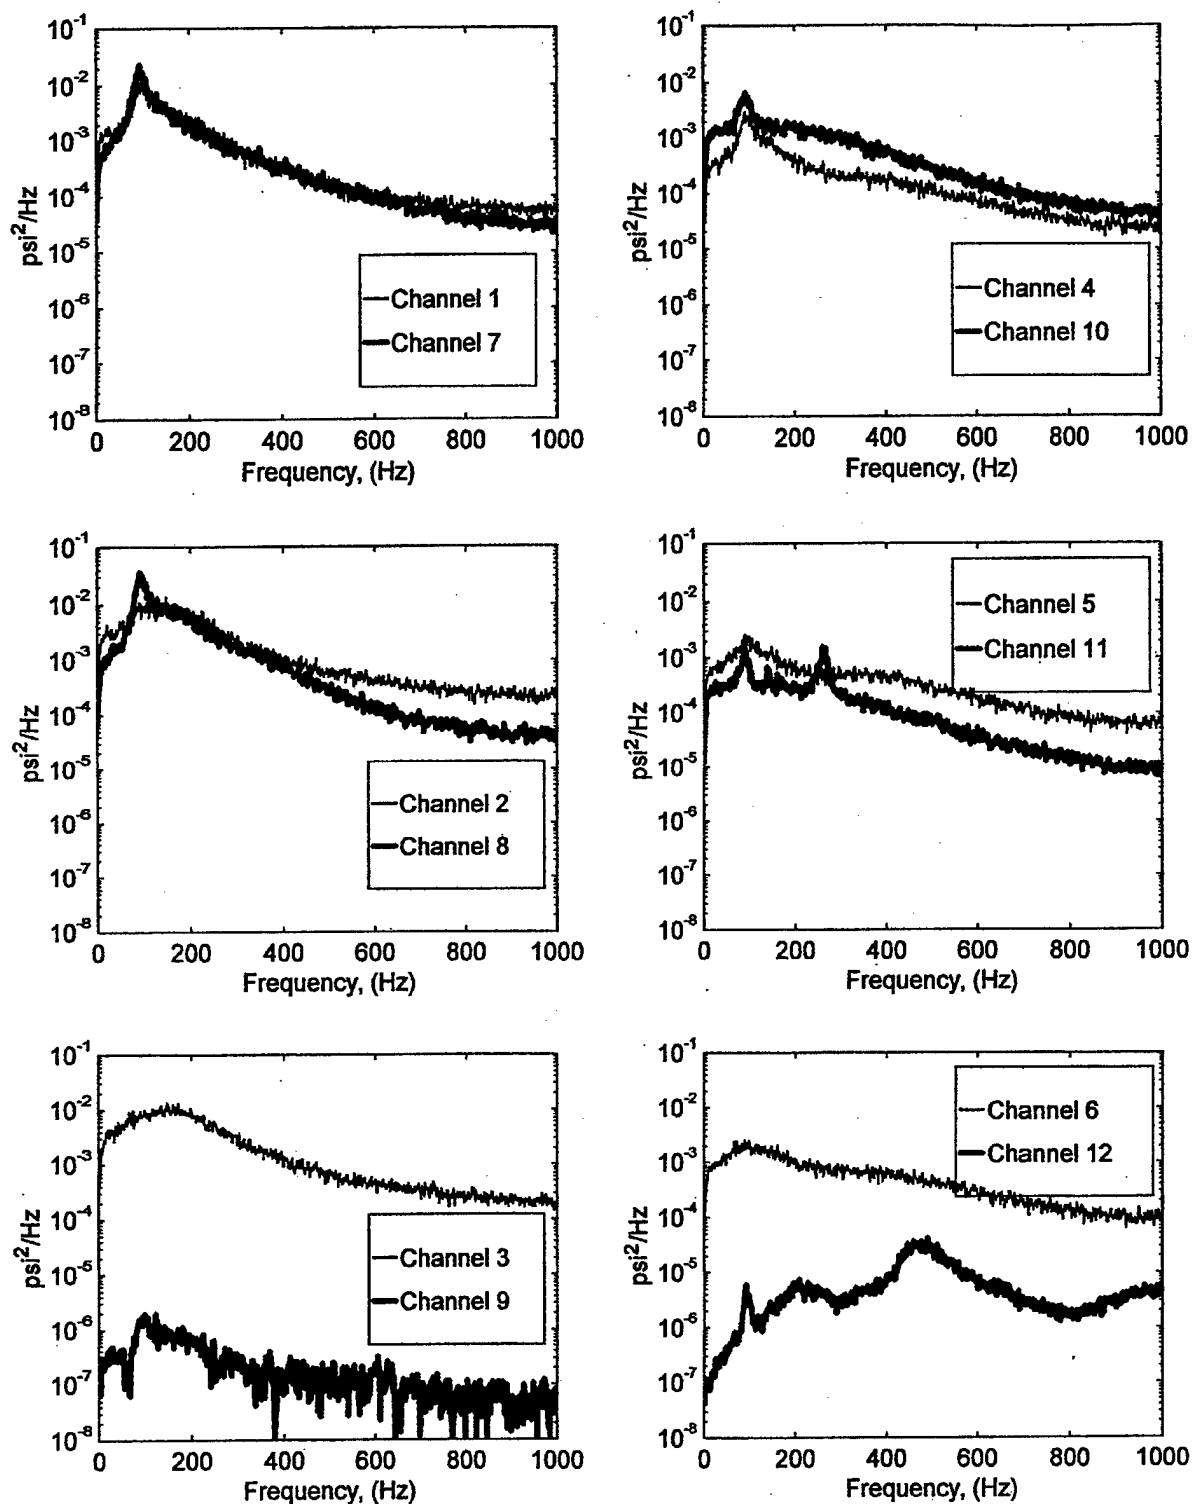 10-1
10-2
10-3
10-4
10-5
10-6
10-7
10-8
psi2/Hz
Channel 1
Channel 7
0 200 400 600 800 1000
Frequency, (Hz)
10-1
10-2
10-3
10-4
10-5
10-6
10-7
10-8
psi2/Hz
Channel 4
Channel 10
0 200 400 600 800 1000
Frequency, (Hz)
10-1
10-2
10-3
10-4
10-5
10-6
10-7
10-8
psi2/Hz
Channel 2
Channel 8
0 200 400 600 800 1000
Frequency, (Hz)
10-1
10-2
10-3
10-4
10-5
10-6
10-7
10-8
psi2/Hz
Channel 5
Channel 11
0 200 400 600 800 1000
Frequency, (Hz)
10-1
10-2
10-3
10-4
10-5
10-6
10-7
10-8
psi2/Hz
Channel 3
Channel 9
0 200 400 600 800 1000
Frequency, (Hz)
10-1
10-2
10-3
10-4
10-5
10-6
10-7
10-8
psi2/Hz
Channel 6
Channel 12
0 200 400 600 800 1000
Frequency, (Hz)